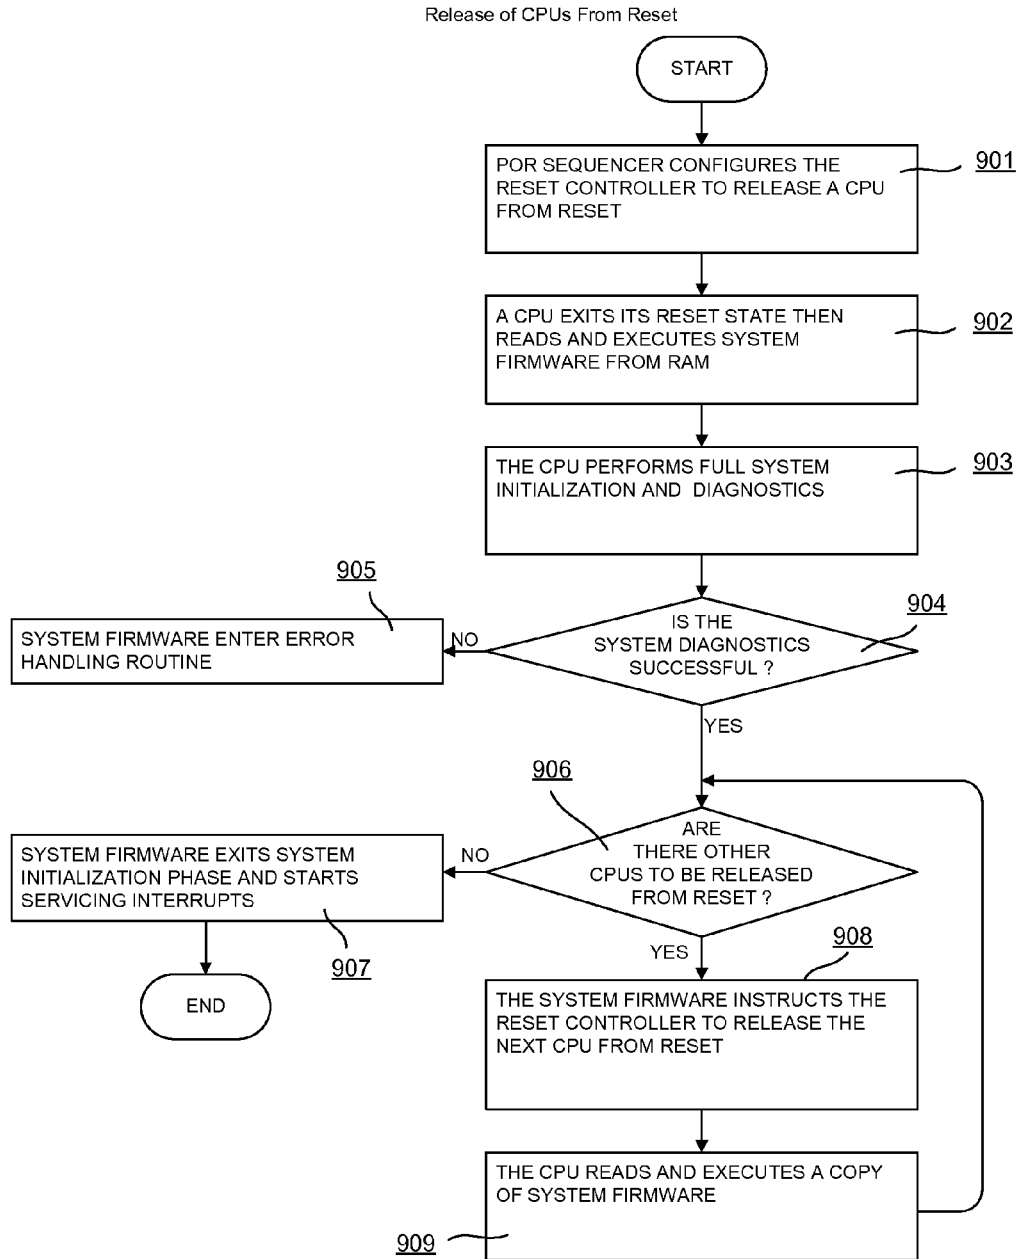 Release of CPUs From Reset
START
POR SEQUENCER CONFIGURES THE
RESET CONTROLLER TO RELEASE A CPU
FROM RESET
901
A CPU EXITS ITS RESET STATE THEN
READS AND EXECUTES SYSTEM
FIRMWARE FROM RAM
902
THE CPU PERFORMS FULL SYSTEM
INITIALIZATION AND DIAGNOSTICS
903
IS THE
SYSTEM DIAGNOSTICS
SUCCESSFUL ?
904
NO
905
SYSTEM FIRMWARE ENTER ERROR
HANDLING ROUTINE
YES
906
ARE
THERE OTHER
CPUS TO BE RELEASED
FROM RESET ?
NO
SYSTEM FIRMWARE EXITS SYSTEM
INITIALIZATION PHASE AND STARTS
SERVICING INTERRUPTS
907
END
YES
908
THE SYSTEM FIRMWARE INSTRUCTS THE
RESET CONTROLLER TO RELEASE THE
NEXT CPU FROM RESET
THE CPU READS AND EXECUTES A COPY
OF SYSTEM FIRMWARE
909